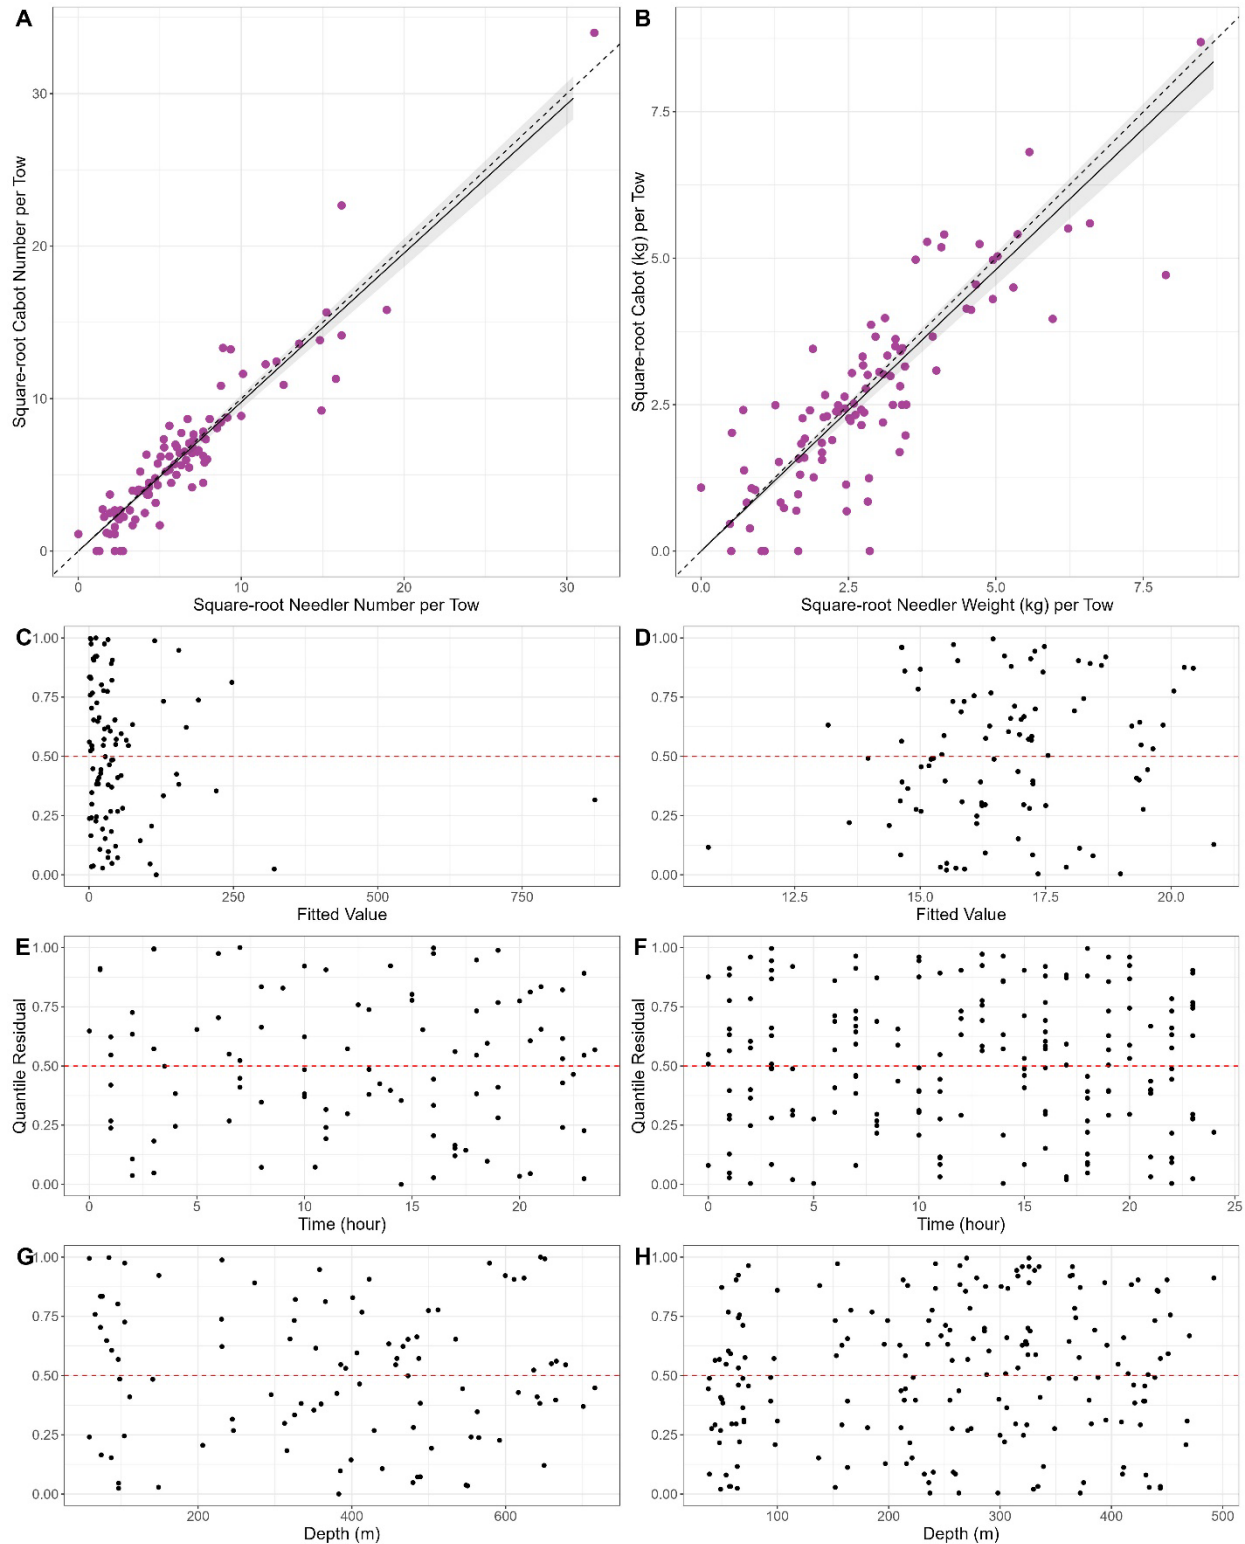 A
B
Square-root Cabot Number per Tow
30
20
10
0
0 10 20 30
Square-root Needler Number per Tow
Square-root Cabot (kg) per Tow
7.5
5.0
2.5
0.0
0.0 2.5 5.0 7.5
Square-root Needler Weight (kg) per Tow
C
1.00
0.75
0.50
0.25
0.00
0 250 500 750
Fitted Value
D
1.00
0.75
0.50
0.25
0.00
12.5 15.0 17.5 20.0
Fitted Value
E
Quantile Residual
1.00
0.75
0.50
0.25
0.00
0 5 10 15 20
Time (hour)
F
Quantile Residual
1.00
0.75
0.50
0.25
0.00
0 5 10 15 20 25
Time (hour)
G
1.00
0.75
0.50
0.25
0.00
200 400 600
Depth (m)
H
1.00
0.75
0.50
0.25
0.00
100 200 300 400 500
Depth (m)